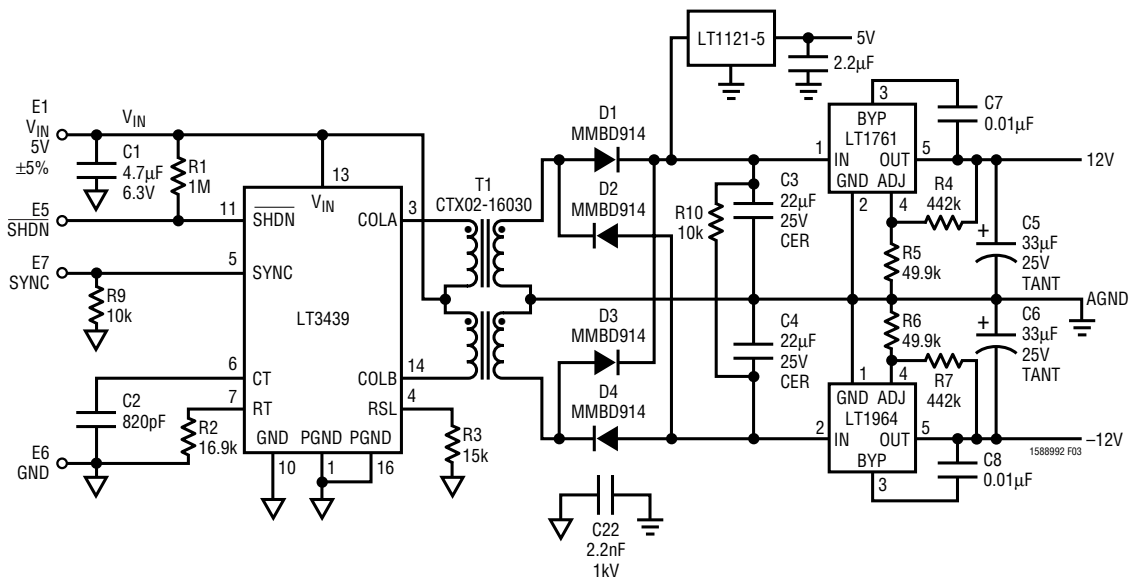 LT1121-5
5V
2.2µF
E1
VIN
5V
±5%
VIN
C1
4.7µF
6.3V
R1
1M
13
VIN
E5
SHDN
11
SHDN
COLA
3
T1
CTX02-16030
D1
MMBD914
D2
MMBD914
R10
10k
C3
22µF
25V
CER
3
BYP
LT1761
1
IN
OUT
5
GND
ADJ
2
4
C7
0.01µF
12V
R4
442k
R5
49.9k
C5
33µF
25V
TANT
+
E7
SYNC
5
SYNC
R9
10k
LT3439
AGND
D3
MMBD914
D4
MMBD914
C4
22µF
25V
CER
R6
49.9k
C6
33µF
25V
TANT
+
R7
442k
1
4
GND
ADJ
LT1964
2
IN
OUT
5
BYP
3
–12V
1588992 F03
C8
0.01µF
6
CT
COLB
14
C2
820pF
7
RT
RSL
4
R2
16.9k
R3
15k
E6
GND
GND
PGND
PGND
10
1
16
C22
2.2nF
1kV